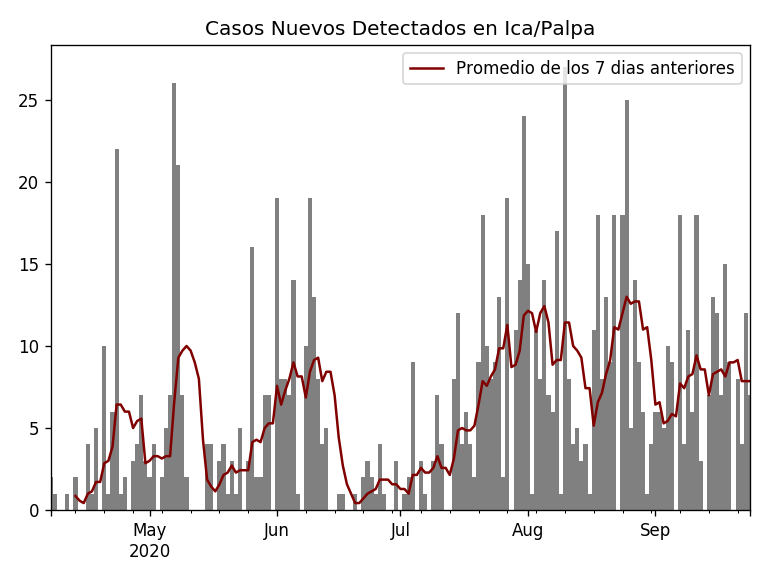 Casos Nuevos Detectados en Ica/Palpa
Promedio de los 7 dias anteriores
25
20
15
10
5
0
May Jun Jul Aug Sep
2020